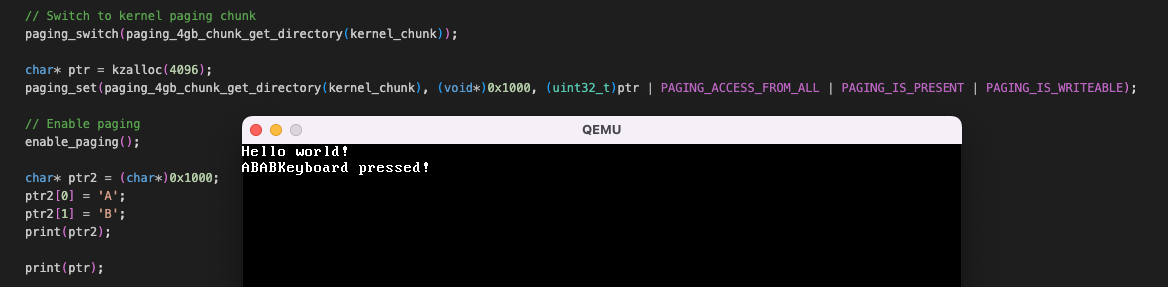 // Switch to kernel paging chunk
paging_switch(paging_4gb_chunk_get_directory(kernel_chunk));
char* ptr = kzalloc(4096);
paging_set(paging_4gb_chunk_get_directory(kernel_chunk), (void*)0x1000, (uint32_t)ptr | PAGING_ACCESS_FROM_ALL | PAGING_IS_PRESENT | PAGING_IS_WRITEABLE);
// Enable paging
enable_paging();
char* ptr2 = (char*)0x1000;
ptr2[0] = 'A';
ptr2[1] = 'B';
print(ptr2);
print(ptr);
QEMU
Hello world!
ABABKeyboard pressed!